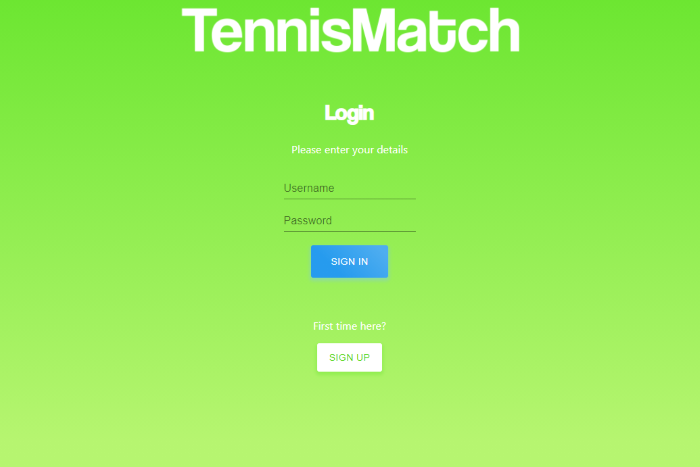 TennisMatch
Login
Please enter your details
Username
Password
SIGN IN
First time here?
SIGN UP